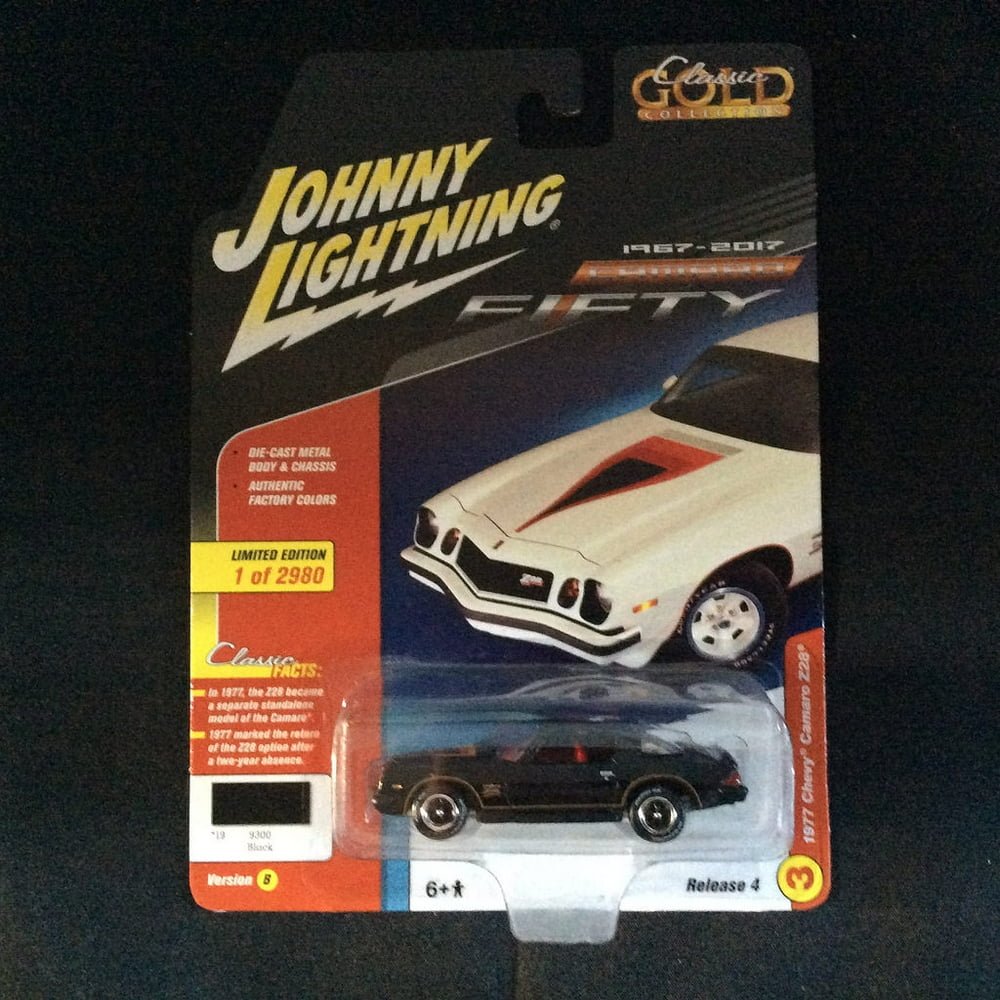 Classic
GOLD
COLLECTION
JOHNNY
LIGHTNING®
1967-2017
CAMARO
FIFTY
• DIE-CAST METAL
BODY & CHASSIS
• AUTHENTIC
FACTORY COLORS
LIMITED EDITION
1 of 2980
Z28
GOODYEAR
Classic
FACTS:
In 1977, the Z28 became
a separate standalone
model of the Camaro®.
1977 marked the return
of the Z28 option after
a two-year absence.
'19 9300
Black
Version B
6+
Release 4
3
1977 Chevy® Camaro Z28®